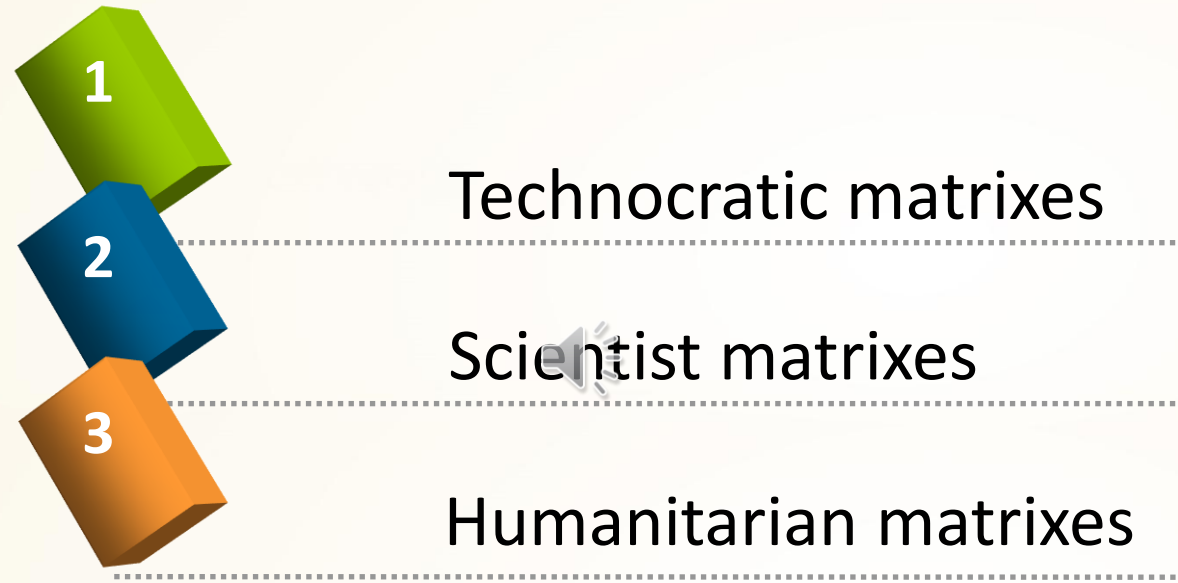 1
Technocratic matrixes
2
Scientist matrixes
3
Humanitarian matrixes